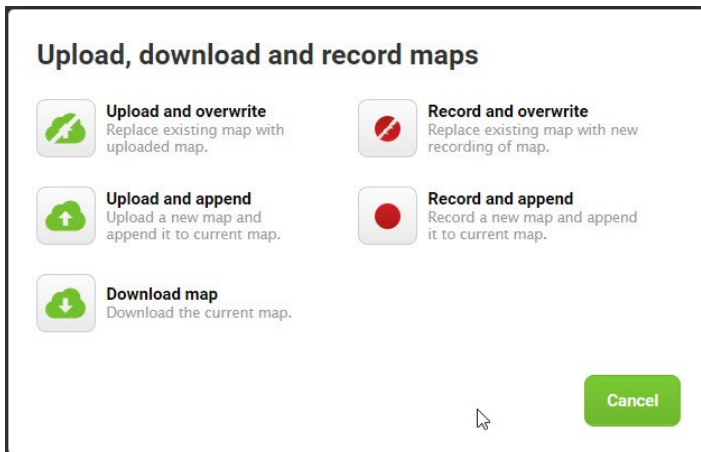 Upload, download and record maps
Upload and overwrite
Replace existing map with
uploaded map.
Record and overwrite
Replace existing map with new
recording of map.
Upload and append
Upload a new map and
append it to current map.
Record and append
Record a new map and append
it to current map.
Download map
Download the current map.
Cancel